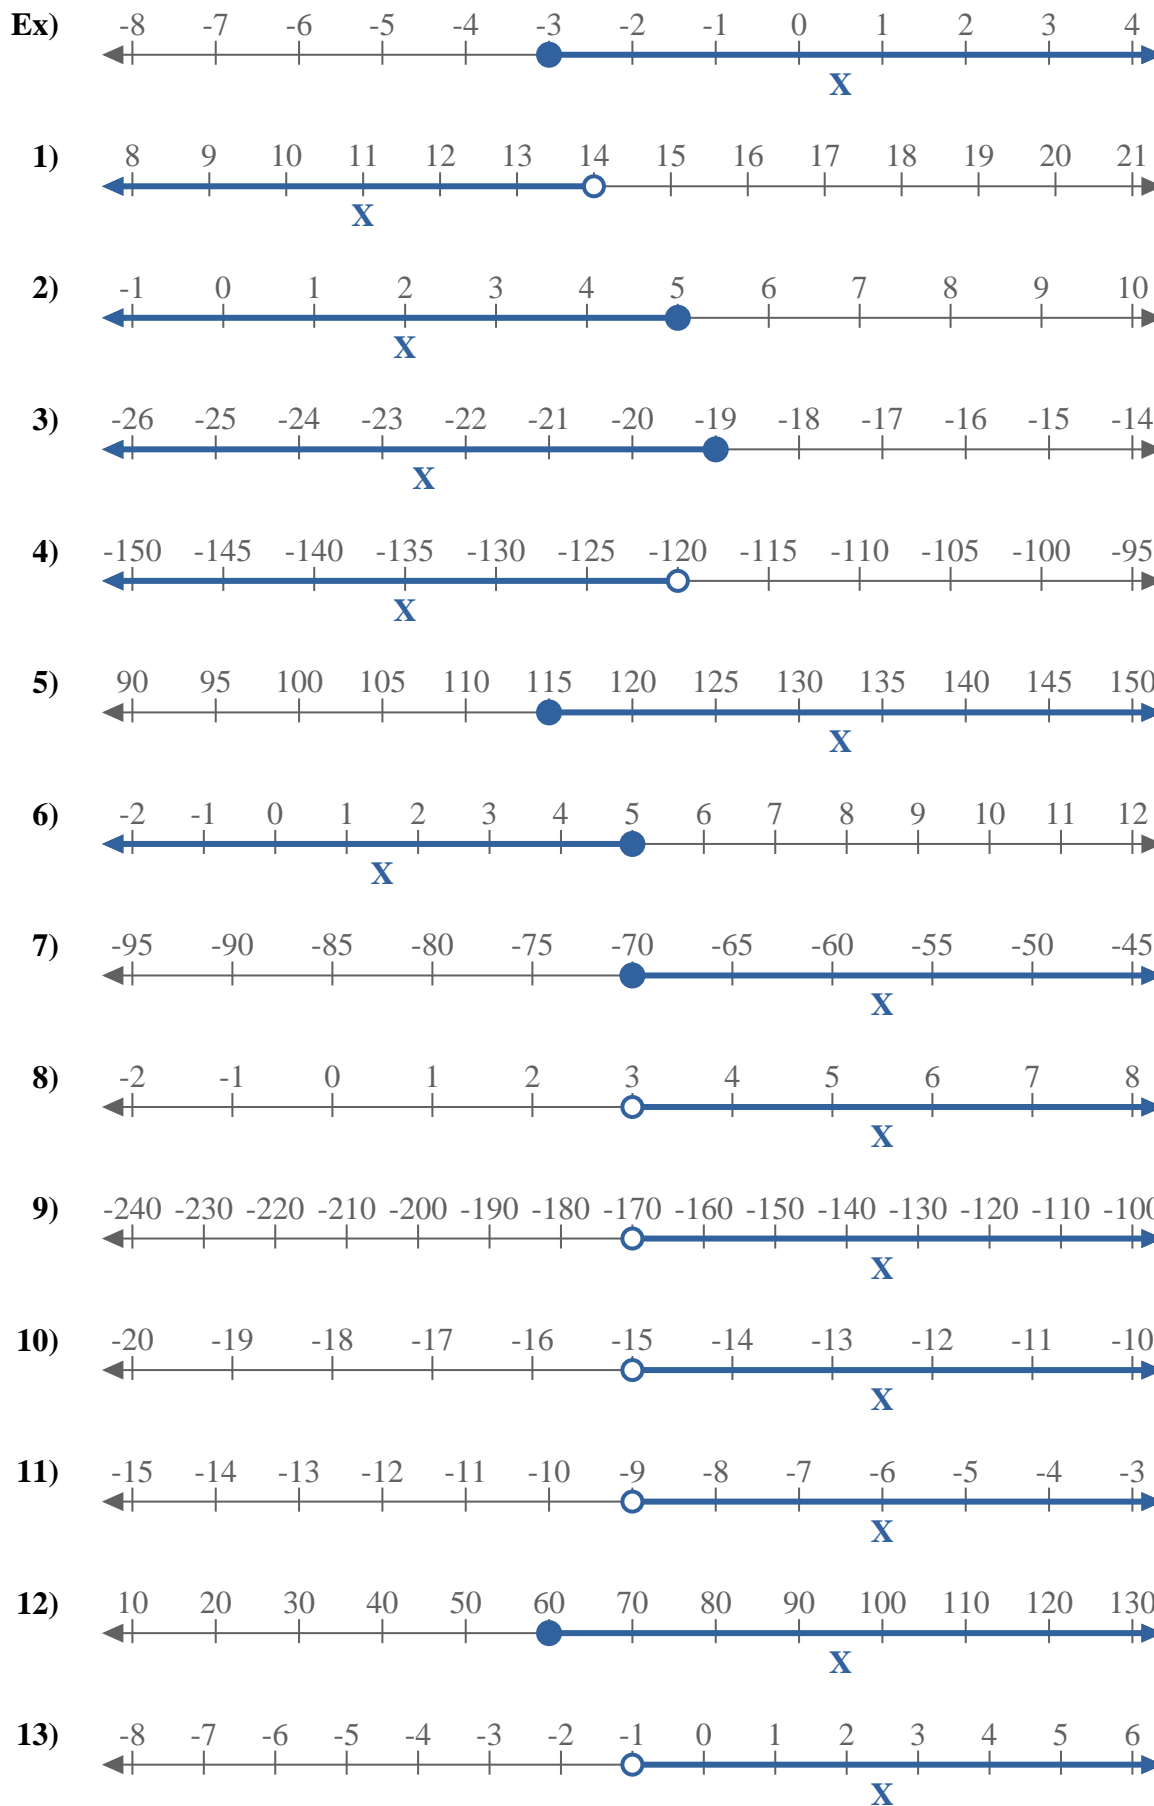 Ex) -8 -7 -6 -5 -4 -3 -2 -1 0 1 2 3 4
X
1) 8 9 10 11 12 13 14 15 16 17 18 19 20 21
X
2) -1 0 1 2 3 4 5 6 7 8 9 10
X
3) -26 -25 -24 -23 -22 -21 -20 -19 -18 -17 -16 -15 -14
X
4) -150 -145 -140 -135 -130 -125 -120 -115 -110 -105 -100 -95
X
5) 90 95 100 105 110 115 120 125 130 135 140 145 150
X
6) -2 -1 0 1 2 3 4 5 6 7 8 9 10 11 12
X
7) -95 -90 -85 -80 -75 -70 -65 -60 -55 -50 -45
X
8) -2 -1 0 1 2 3 4 5 6 7 8
X
9) -240 -230 -220 -210 -200 -190 -180 -170 -160 -150 -140 -130 -120 -110 -100
X
10) -20 -19 -18 -17 -16 -15 -14 -13 -12 -11 -10
X
11) -15 -14 -13 -12 -11 -10 -9 -8 -7 -6 -5 -4 -3
X
12) 10 20 30 40 50 60 70 80 90 100 110 120 130
X
13) -8 -7 -6 -5 -4 -3 -2 -1 0 1 2 3 4 5 6
X